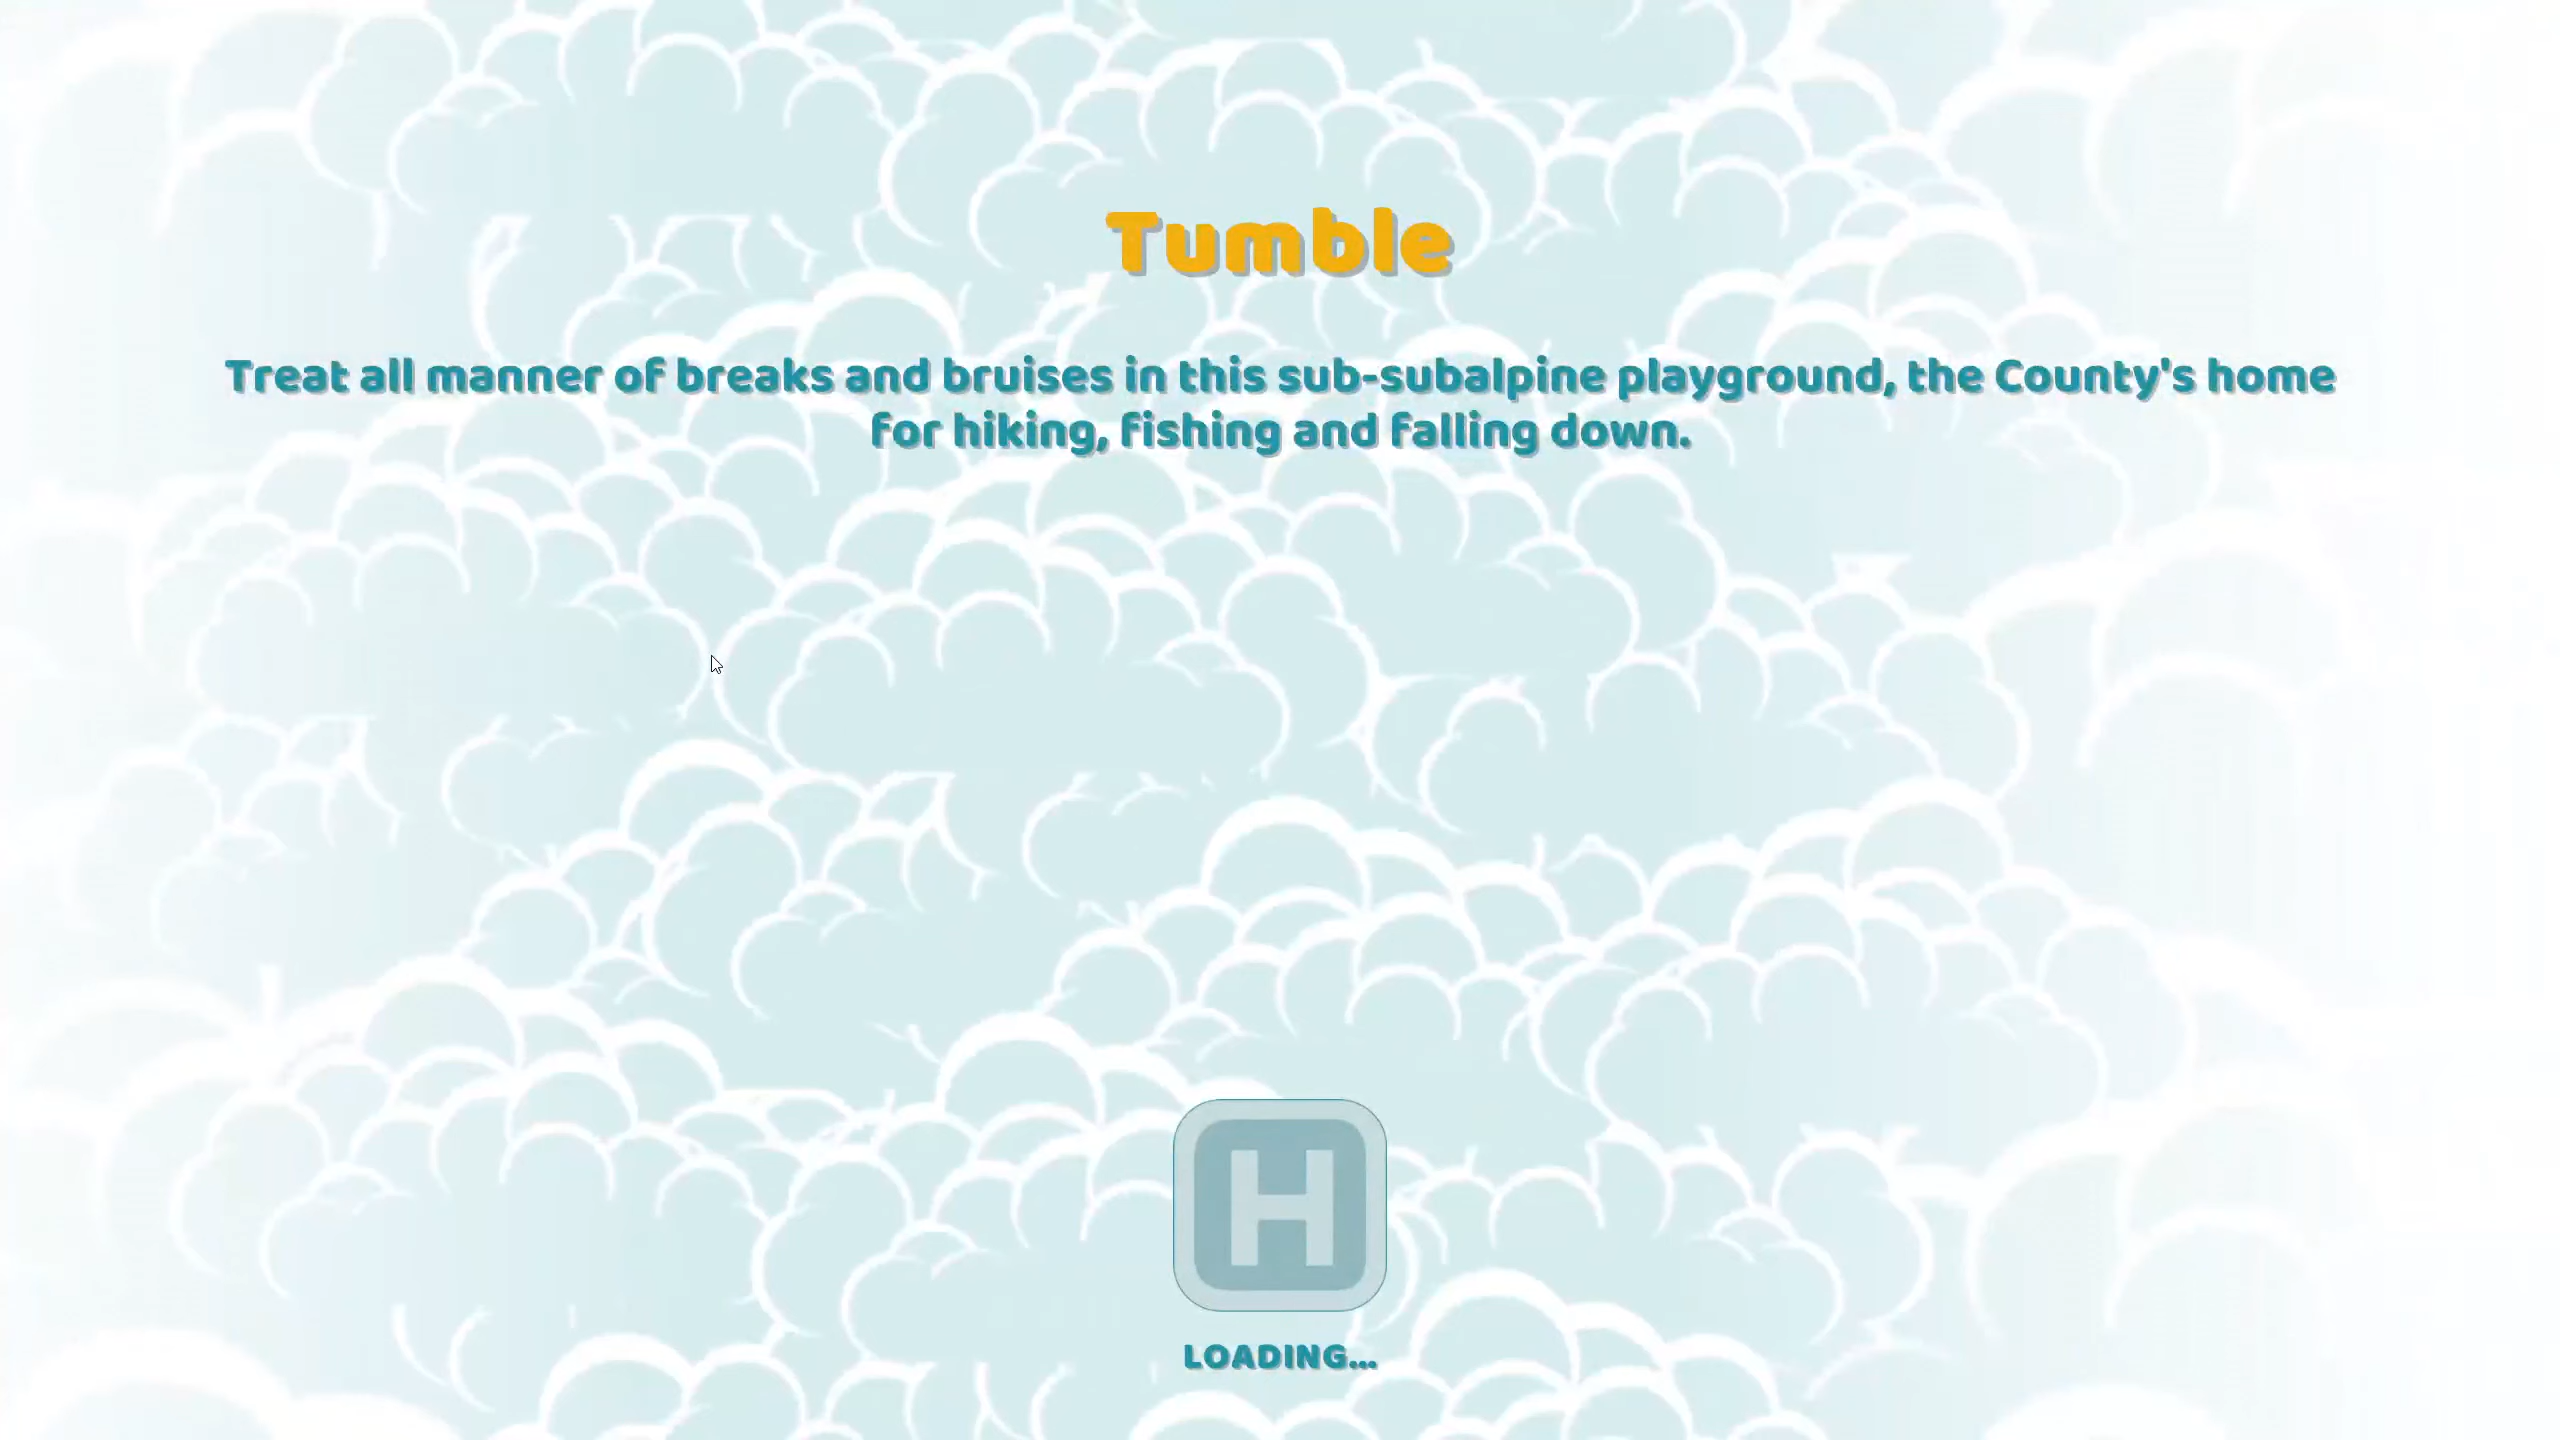 Tumble
Treat all manner of breaks and bruises in this sub-subalpine playground, the County's home
for hiking, fishing and falling down.
H
LOADING...